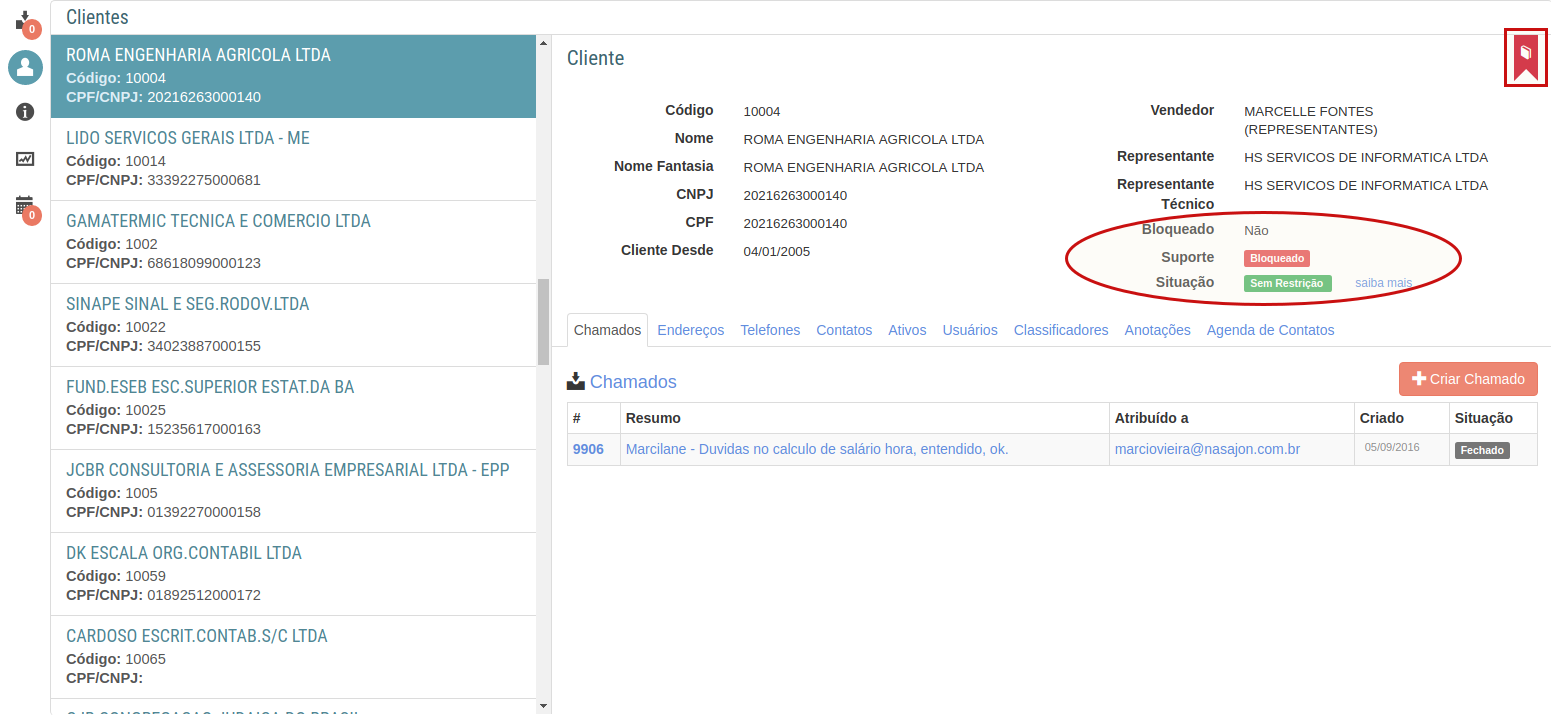 Clientes
0
0
ROMA ENGENHARIA AGRICOLA LTDA
Código: 10004
CPF/CNPJ: 20216263000140
LIDO SERVICOS GERAIS LTDA - ME
Código: 10014
CPF/CNPJ: 33392275000681
GAMATERMIC TECNICA E COMERCIO LTDA
Código: 1002
CPF/CNPJ: 68618099000123
SINAPE SINAL E SEG.RODOV.LTDA
Código: 10022
CPF/CNPJ: 34023887000155
FUND.ESEB ESC.SUPERIOR ESTAT.DA BA
Código: 10025
CPF/CNPJ: 15235617000163
JCBR CONSULTORIA E ASSESSORIA EMPRESARIAL LTDA - EPP
Código: 1005
CPF/CNPJ: 01392270000158
DK ESCALA ORG.CONTABIL LTDA
Código: 10059
CPF/CNPJ: 01892512000172
CARDOSO ESCRIT.CONTAB.S/C LTDA
Código: 10065
CPF/CNPJ:
Cliente
Código 10004
Nome ROMA ENGENHARIA AGRICOLA LTDA
Nome Fantasia ROMA ENGENHARIA AGRICOLA LTDA
CNPJ 20216263000140
CPF 20216263000140
Cliente Desde 04/01/2005
Vendedor MARCELLE FONTES
(REPRESENTANTES)
Representante HS SERVICOS DE INFORMATICA LTDA
Representante HS SERVICOS DE INFORMATICA LTDA
Técnico
Bloqueado Não
Suporte Bloqueado
Situação Sem Restrição saiba mais
Chamados Endereços Telefones Contatos Ativos Usuários Classificadores Anotações Agenda de Contatos
Chamados Criar Chamado
# Resumo Atribuído a Criado Situação
9906 Marcilane - Duvidas no calculo de salário hora, entendido, ok. marciovieira@nasajon.com.br 05/09/2016 Fechado